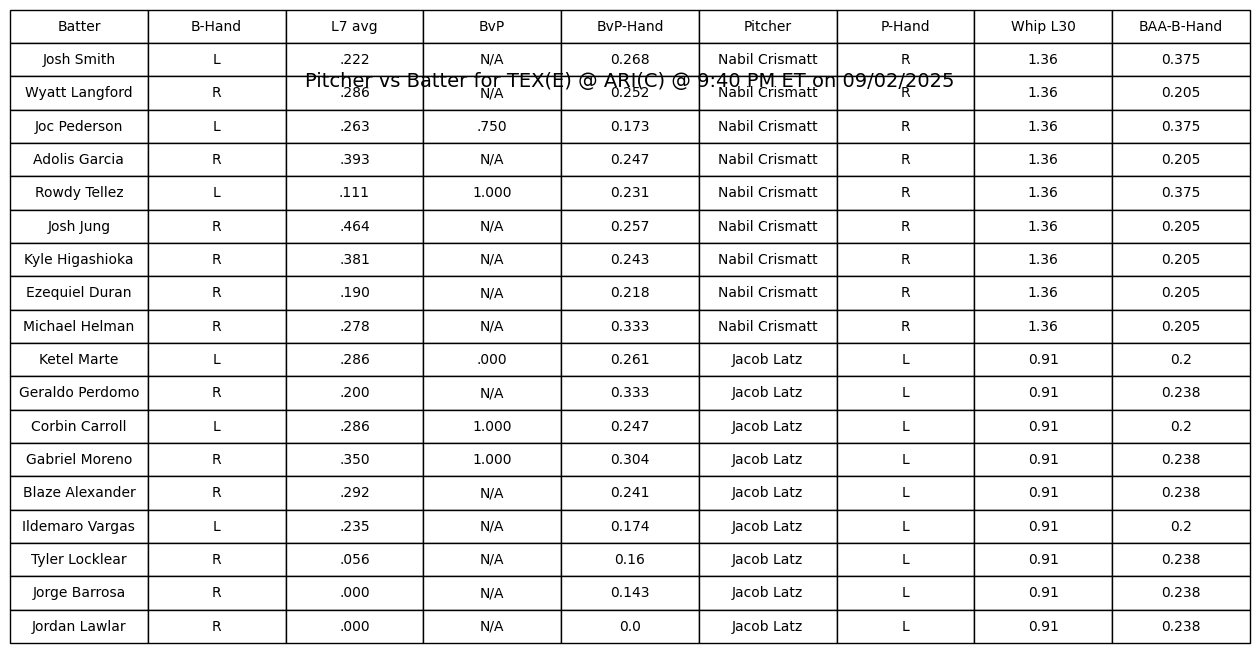 Batter B-Hand L7 avg BvP BvP-Hand Pitcher P-Hand Whip L30 BAA-B-Hand
Josh Smith L .222 N/A 0.268 Nabil Crismatt R 1.36 0.375
Pitcher vs Batter for TEX(E) @ ARI(C) @ 9:40 PM ET on 09/02/2025
Wyatt Langford R .286 N/A 0.252 Nabil Crismatt R 1.36 0.205
Joc Pederson L .263 .750 0.173 Nabil Crismatt R 1.36 0.375
Adolis Garcia R .393 N/A 0.247 Nabil Crismatt R 1.36 0.205
Rowdy Tellez L .111 1.000 0.231 Nabil Crismatt R 1.36 0.375
Josh Jung R .464 N/A 0.257 Nabil Crismatt R 1.36 0.205
Kyle Higashioka R .381 N/A 0.243 Nabil Crismatt R 1.36 0.205
Ezequiel Duran R .190 N/A 0.218 Nabil Crismatt R 1.36 0.205
Michael Helman R .278 N/A 0.333 Nabil Crismatt R 1.36 0.205
Ketel Marte L .286 .000 0.261 Jacob Latz L 0.91 0.2
Geraldo Perdomo R .200 N/A 0.333 Jacob Latz L 0.91 0.238
Corbin Carroll L .286 1.000 0.247 Jacob Latz L 0.91 0.2
Gabriel Moreno R .350 1.000 0.304 Jacob Latz L 0.91 0.238
Blaze Alexander R .292 N/A 0.241 Jacob Latz L 0.91 0.238
Ildemaro Vargas L .235 N/A 0.174 Jacob Latz L 0.91 0.2
Tyler Locklear R .056 N/A 0.16 Jacob Latz L 0.91 0.238
Jorge Barrosa R .000 N/A 0.143 Jacob Latz L 0.91 0.238
Jordan Lawlar R .000 N/A 0.0 Jacob Latz L 0.91 0.238